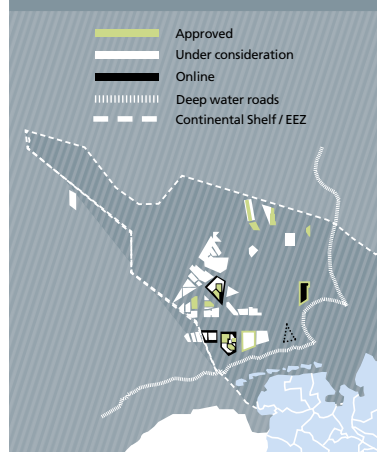 Approved
Under consideration
Online
Deep water roads
Continental Shelf / EEZ